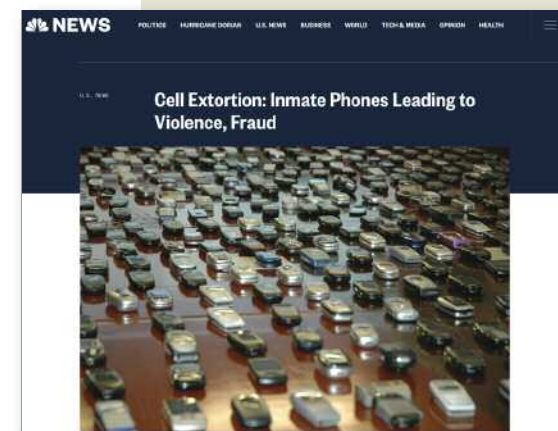 NEWS
POLITICS HURRICANE DORIAN U.S. NEWS BUSINESS WORLD TECH & MEDIA OPINION HEALTH
U.S. NEWS
Cell Extortion: Inmate Phones Leading to
Violence, Fraud